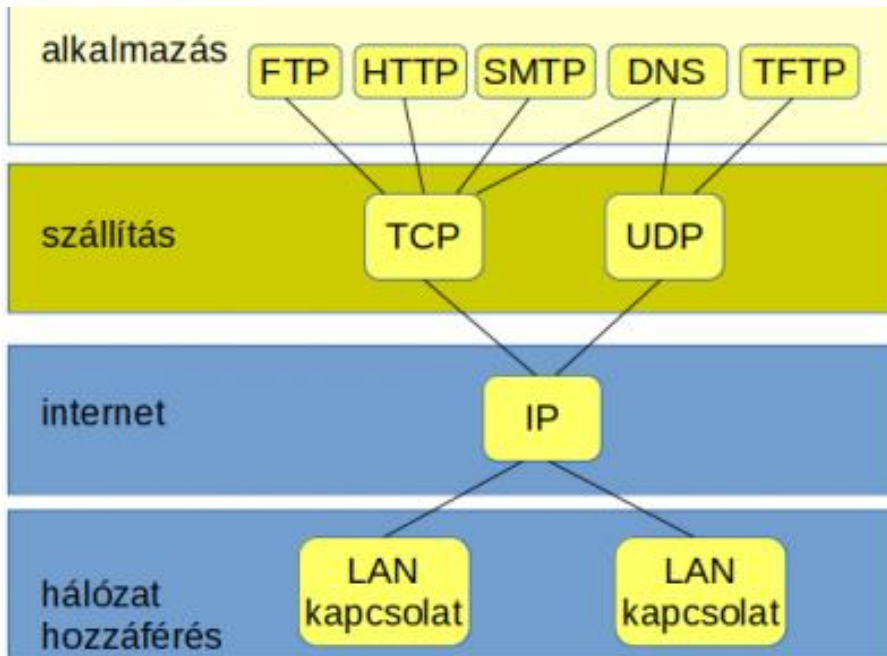 alkalmazás
FTP HTTP SMTP DNS TFTP
szállítás
TCP UDP
internet
IP
LAN
kapcsolat
LAN
kapcsolat
hálózat
hozzáférés